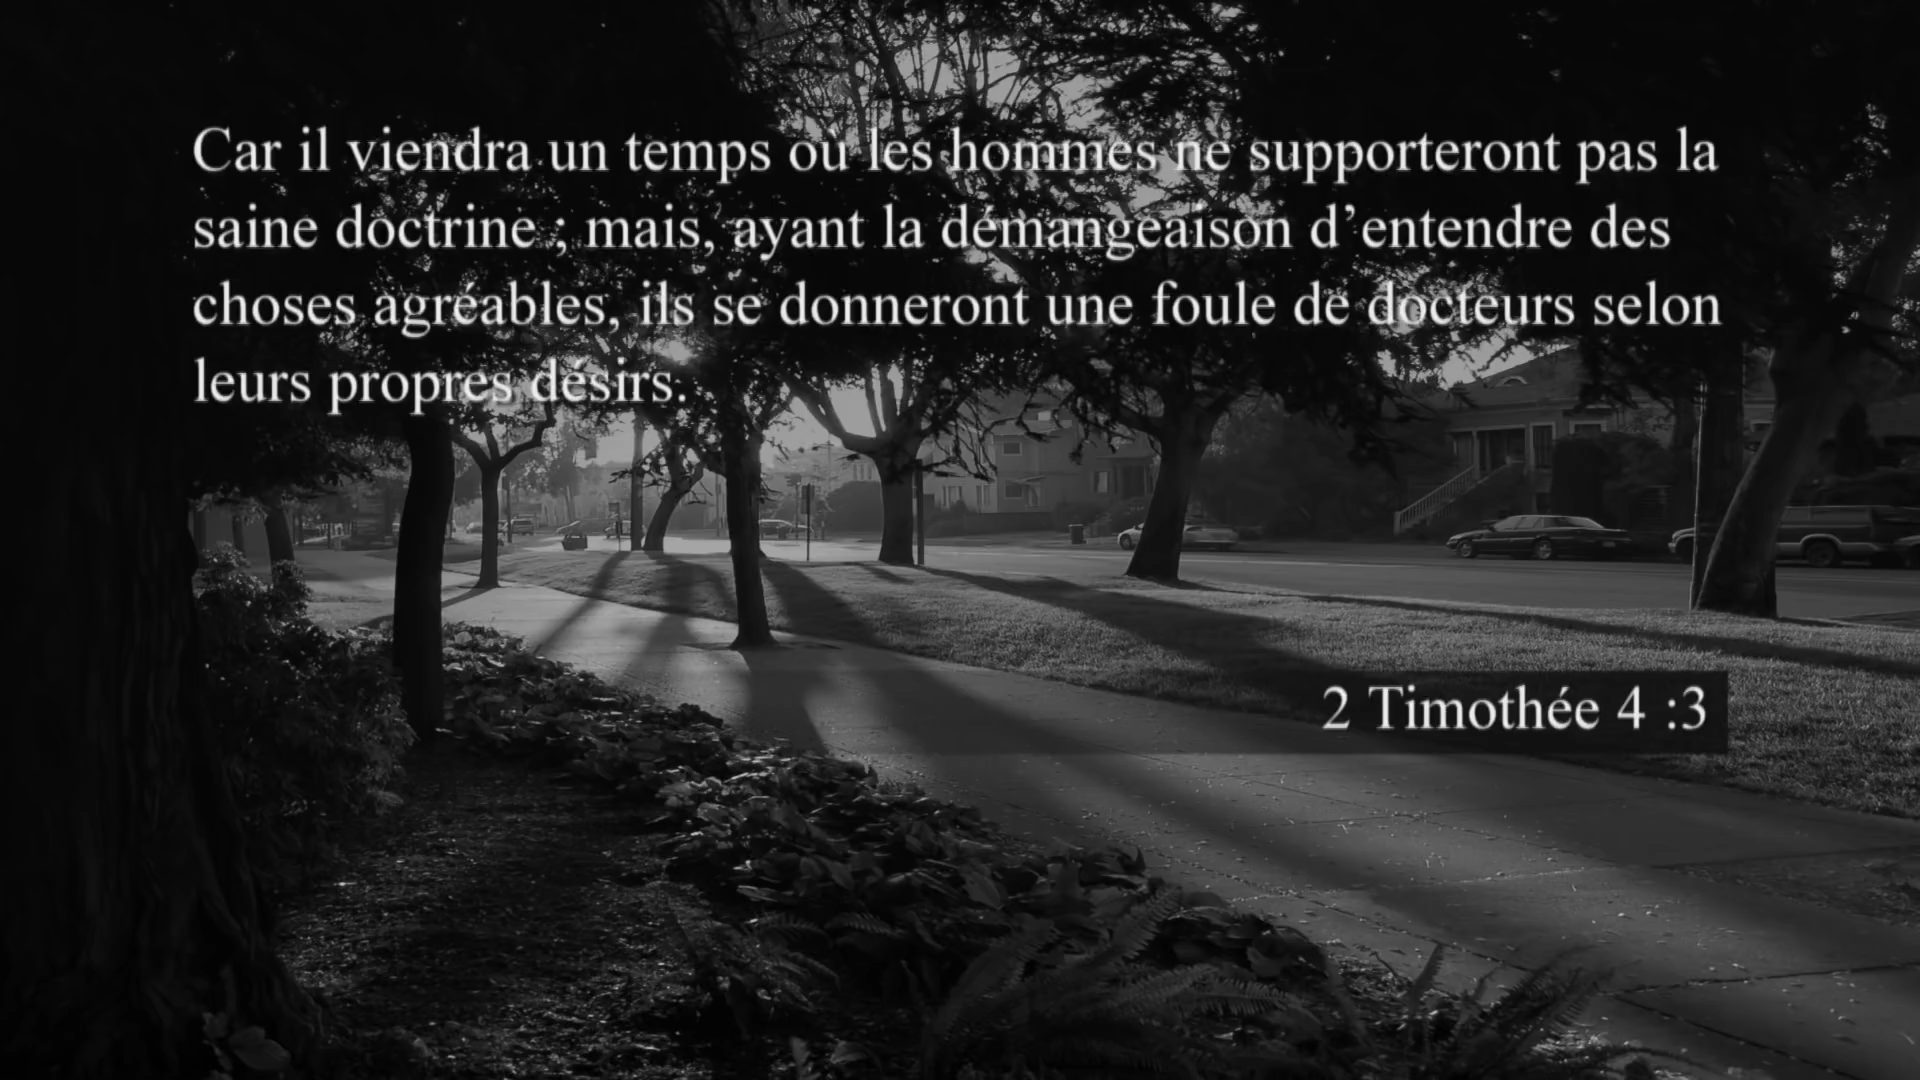 Car il viendra un temps où les hommes ne supporteront pas la
saine doctrine ; mais, ayant la démangeaison d’entendre des
choses agréables, ils se donneront une foule de docteurs selon
leurs propres désirs.
2 Timothée 4 :3